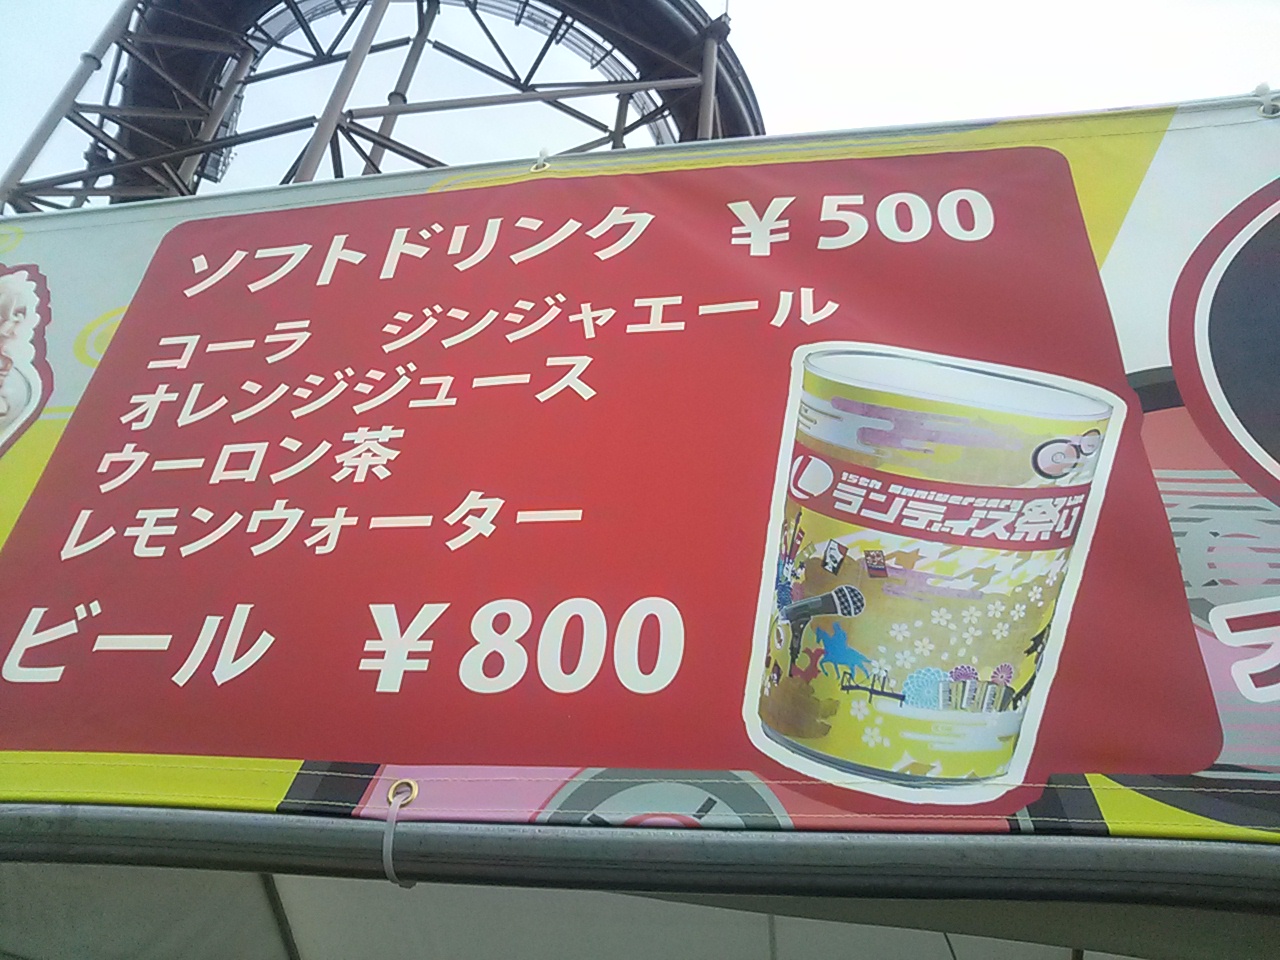 ソフトドリンク ￥500
コーラ ジンジャエール
オレンジジュース
ウーロン茶
レモンウォーター
ビール ￥800
L
15th anniversary
ランティス祭り